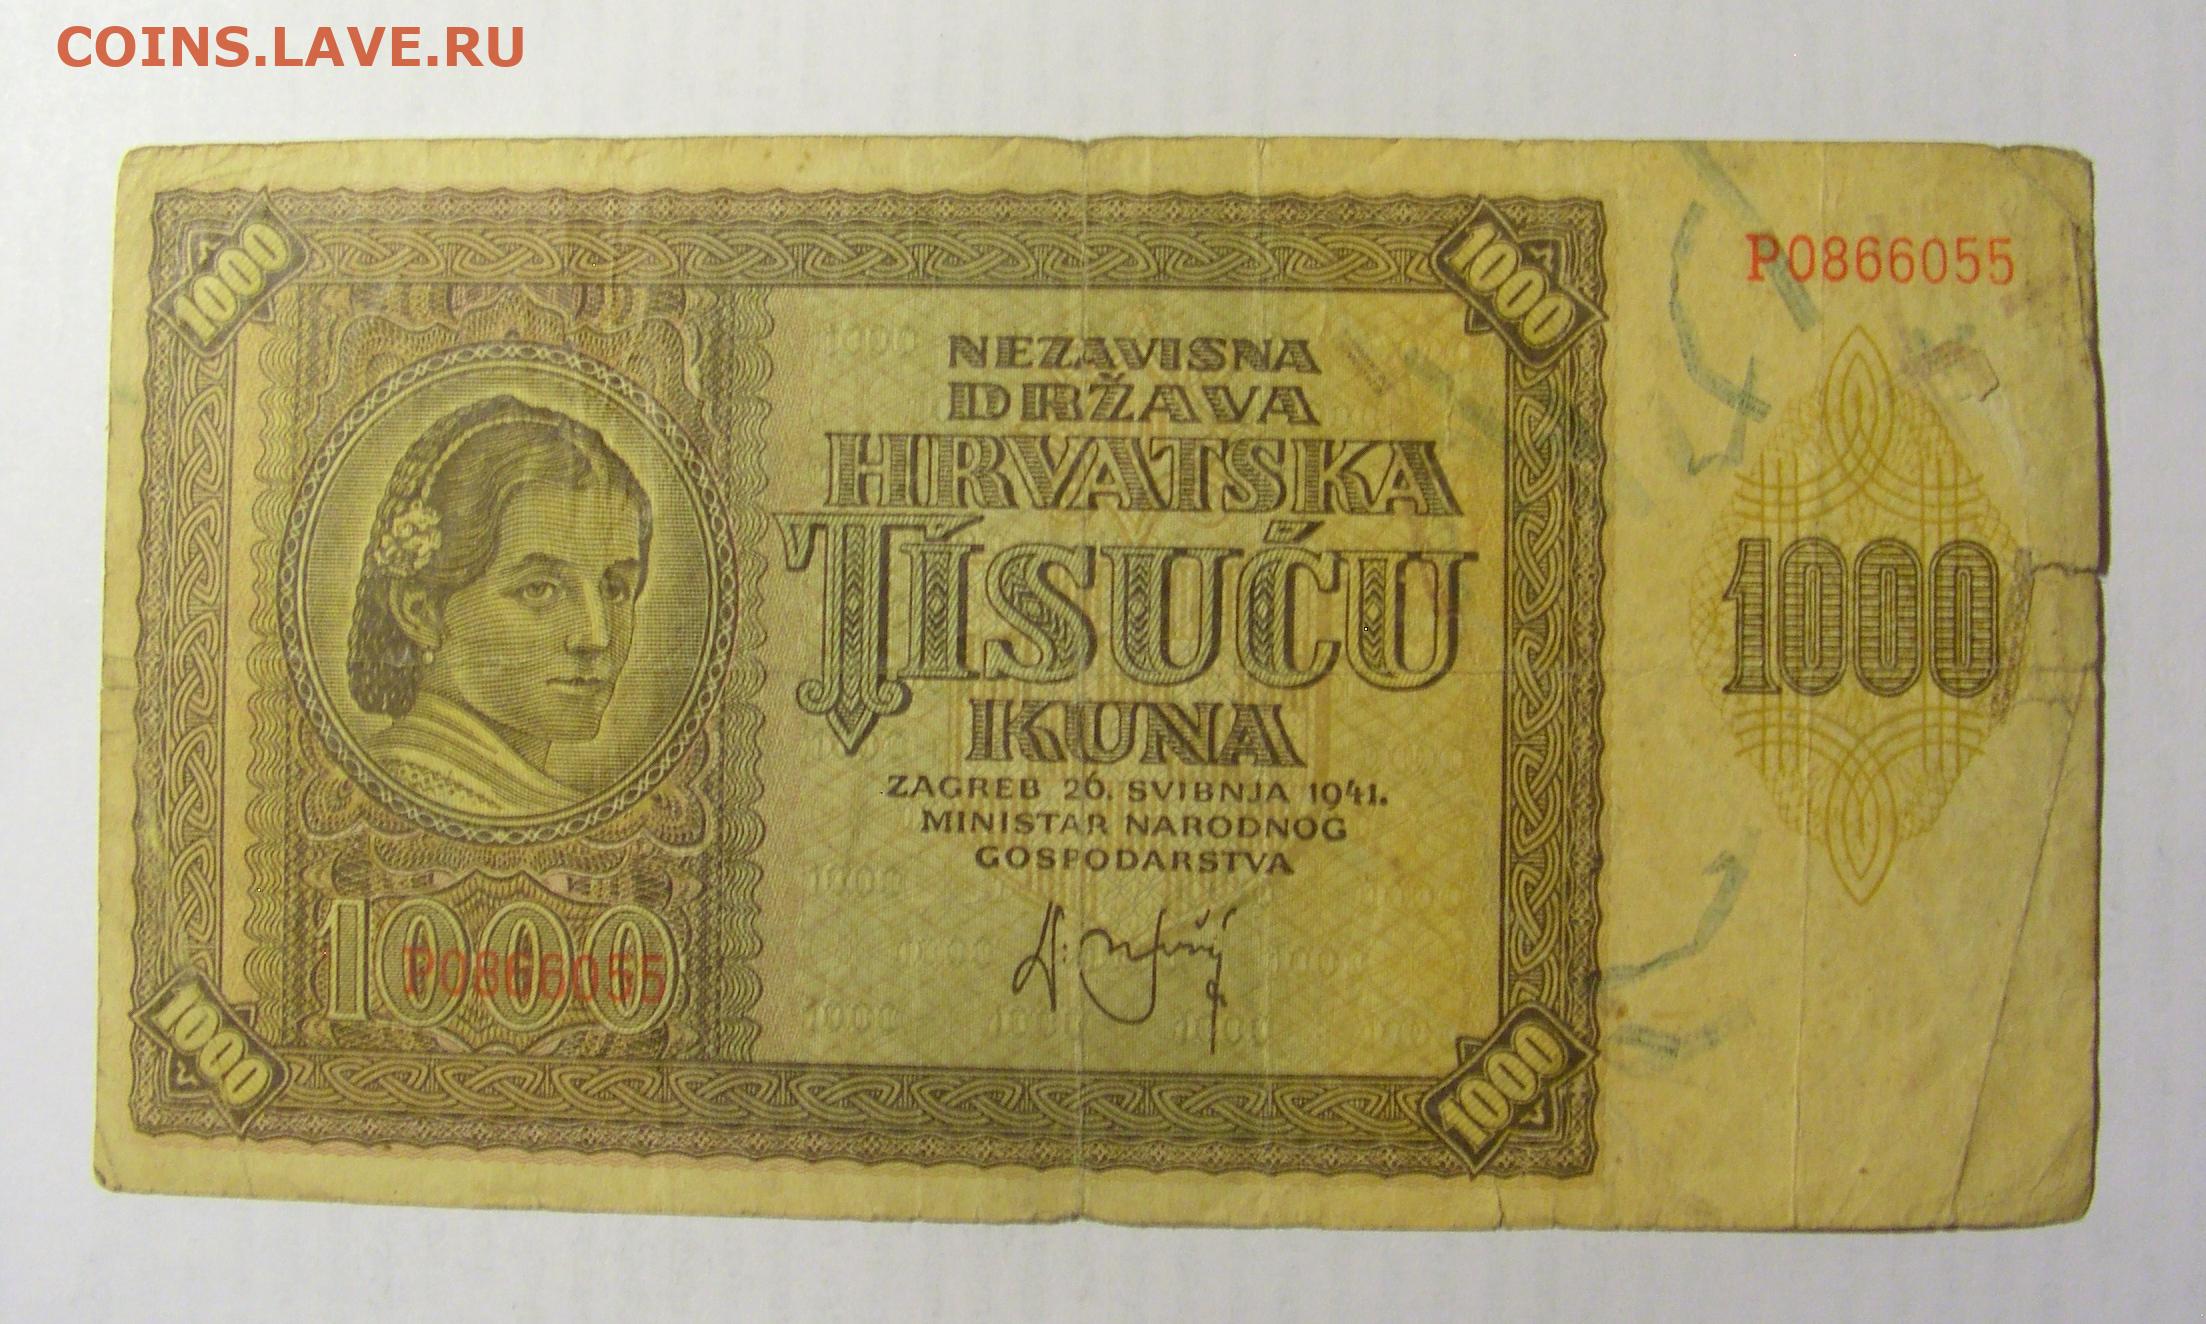 COINS.LAVE.RU
1000
1000
P0866055
NEZAVISNA
DRŽAVA
HRVATSKA
TISUĆU
KUNA
1000
ZAGREB 26. SVIBNJA 1941.
MINISTAR NARODNOG
GOSPODARSTVA
1000
P0866055
1000
1000